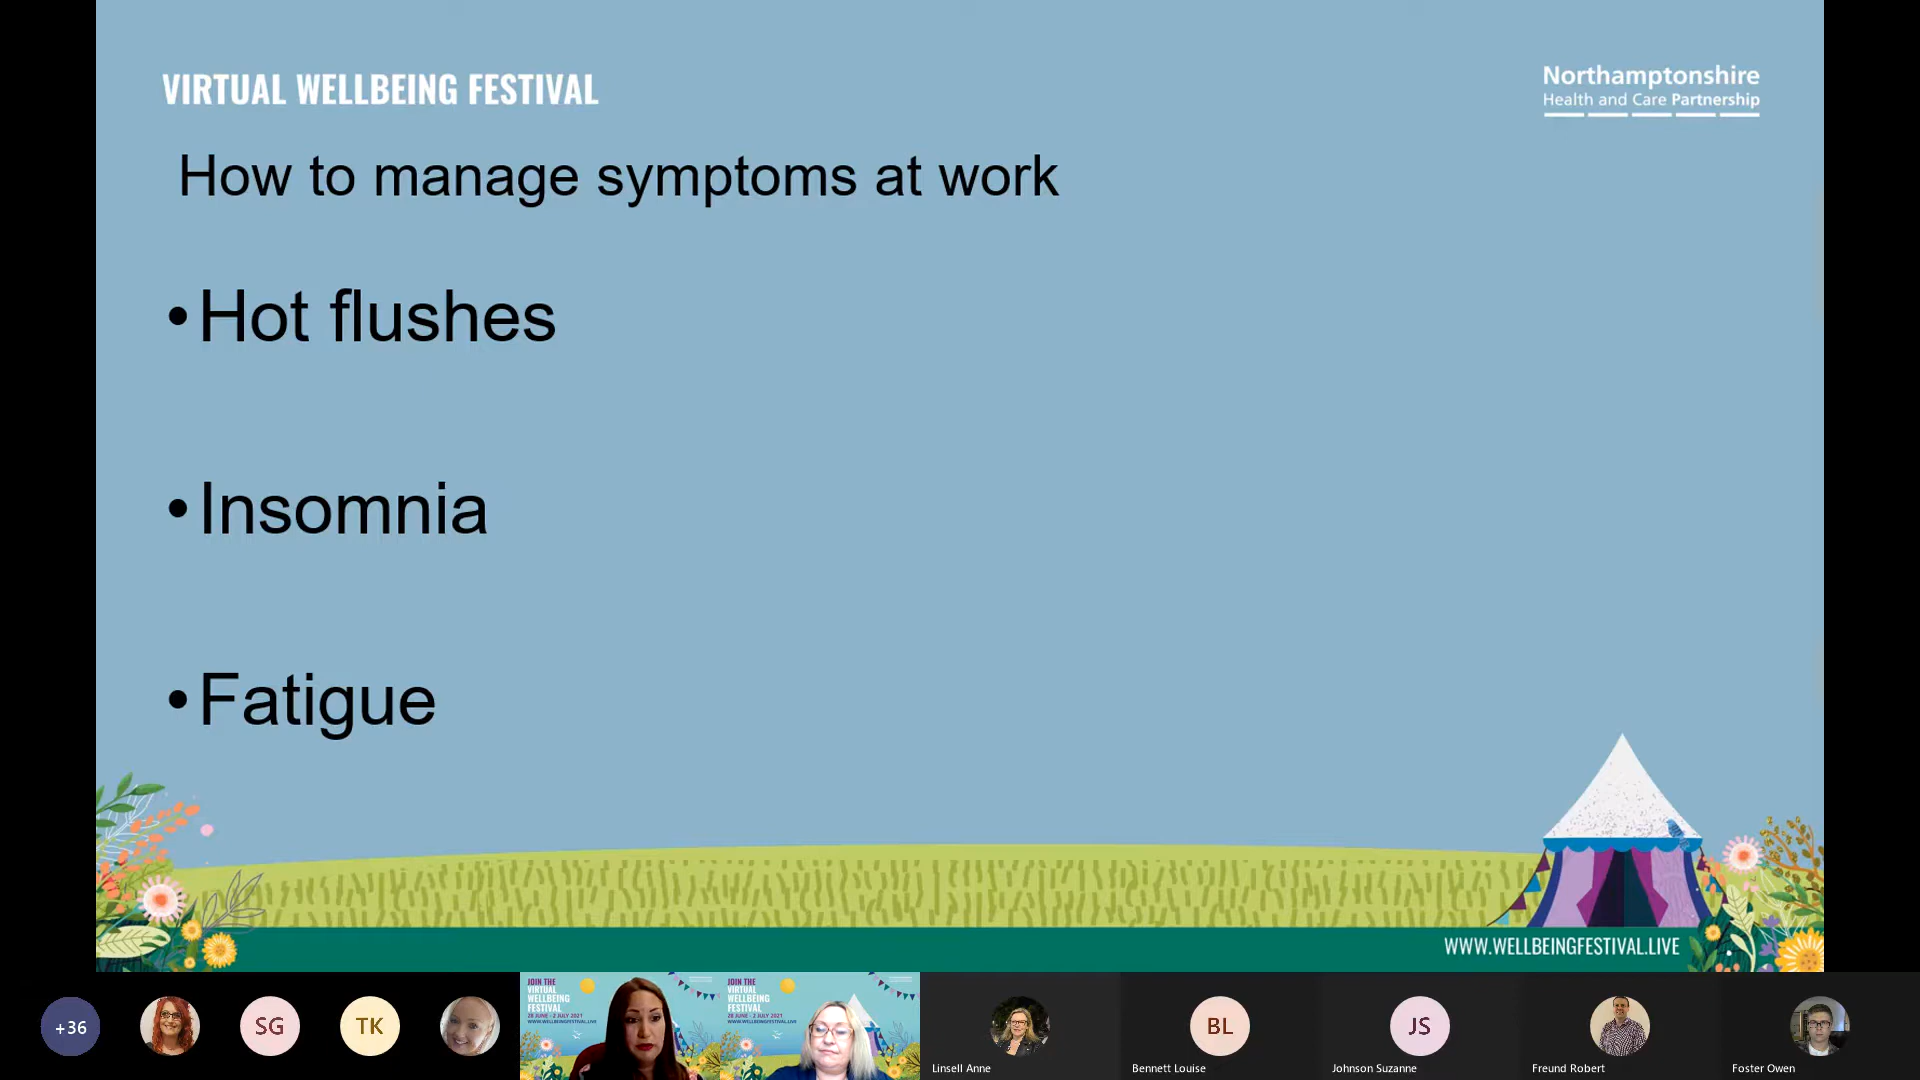 VIRTUAL WELLBEING FESTIVAL
Northamptonshire
Health and Care Partnership
How to manage symptoms at work
•Hot flushes
•Insomnia
•Fatigue
WWW.WELLBEINGFESTIVAL.LIVE
+36
SG
TK
JOIN THE
VIRTUAL
WELLBEING
FESTIVAL
28 JUNE - 2 JULY 2021
WWW.WELLBEINGFESTIVAL.LIVE
JOIN THE
VIRTUAL
WELLBEING
FESTIVAL
28 JUNE - 2 JULY 2021
WWW.WELLBEINGFESTIVAL.LIVE
Linsell Anne
BL
Bennett Louise
JS
Johnson Suzanne
Freund Robert
Foster Owen